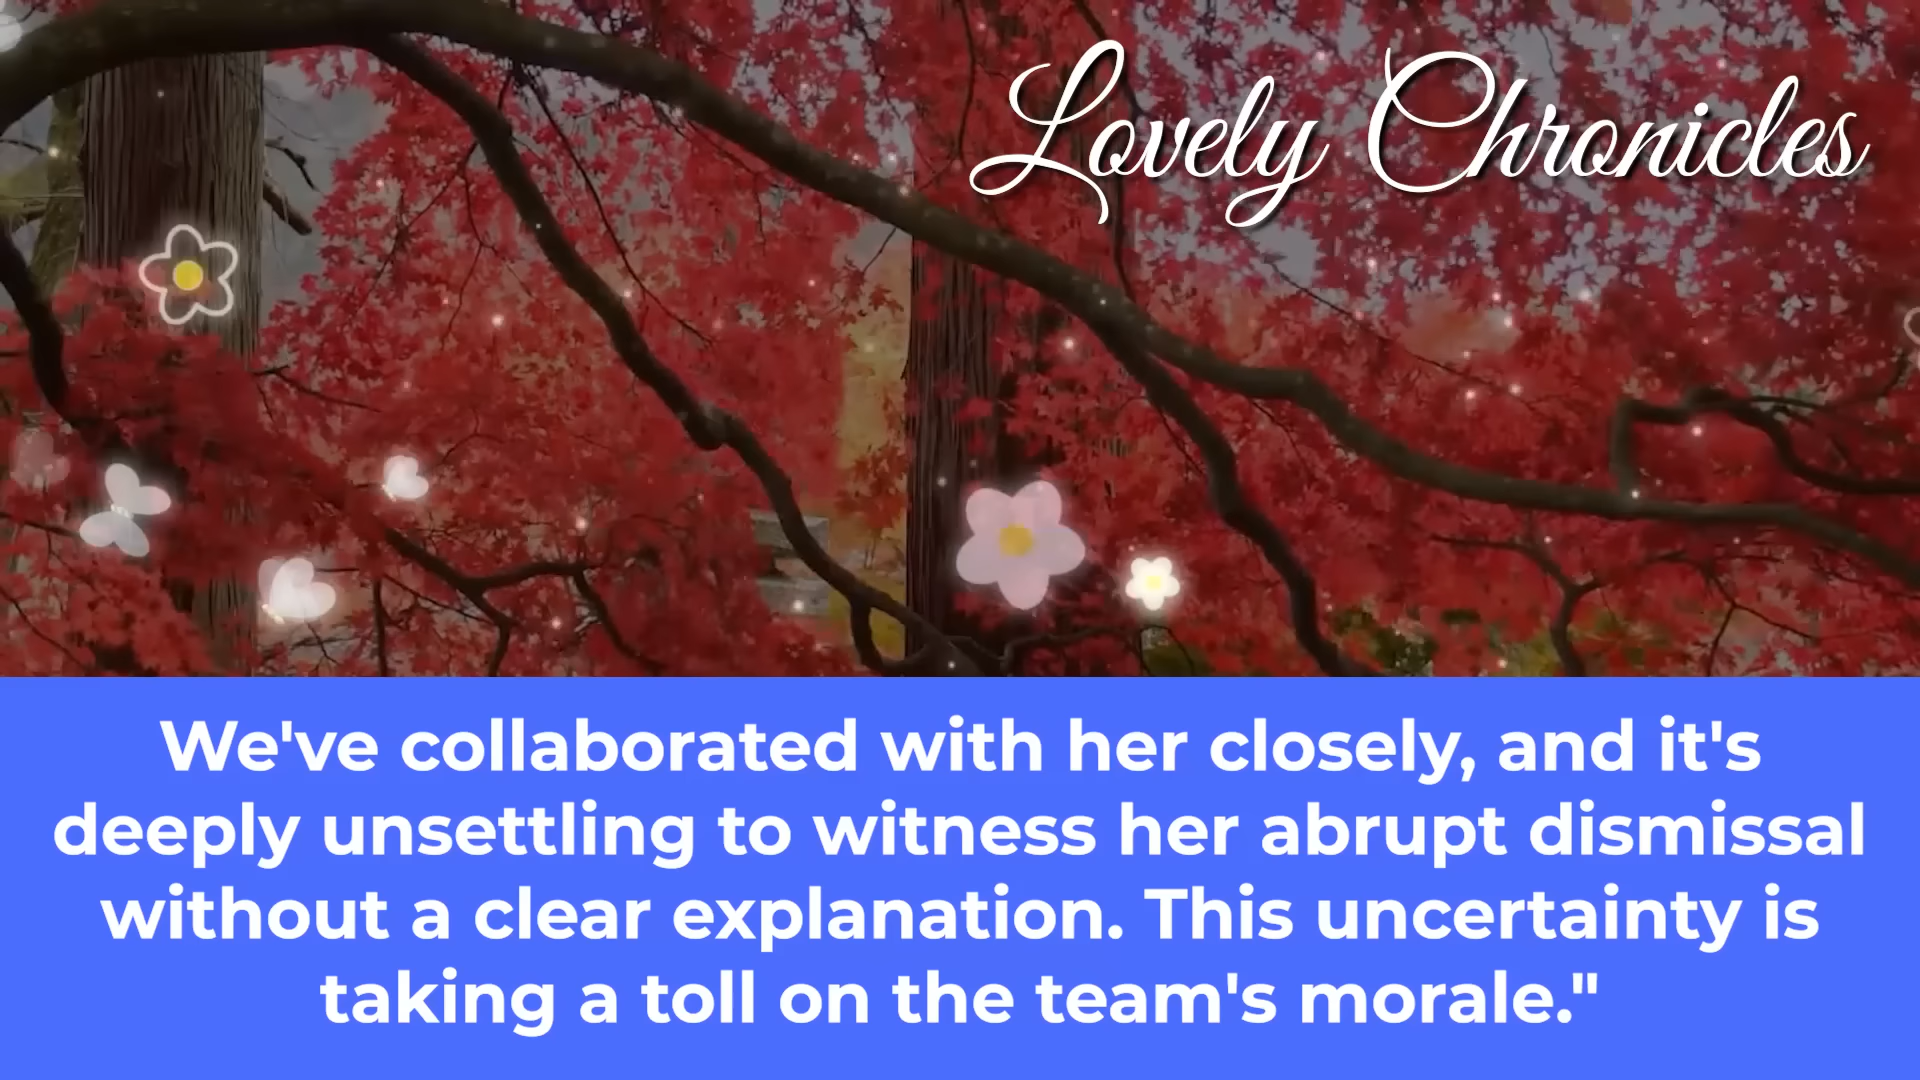 Lovely Chronicles
We've collaborated with her closely, and it's
deeply unsettling to witness her abrupt dismissal
without a clear explanation. This uncertainty is
taking a toll on the team's morale."